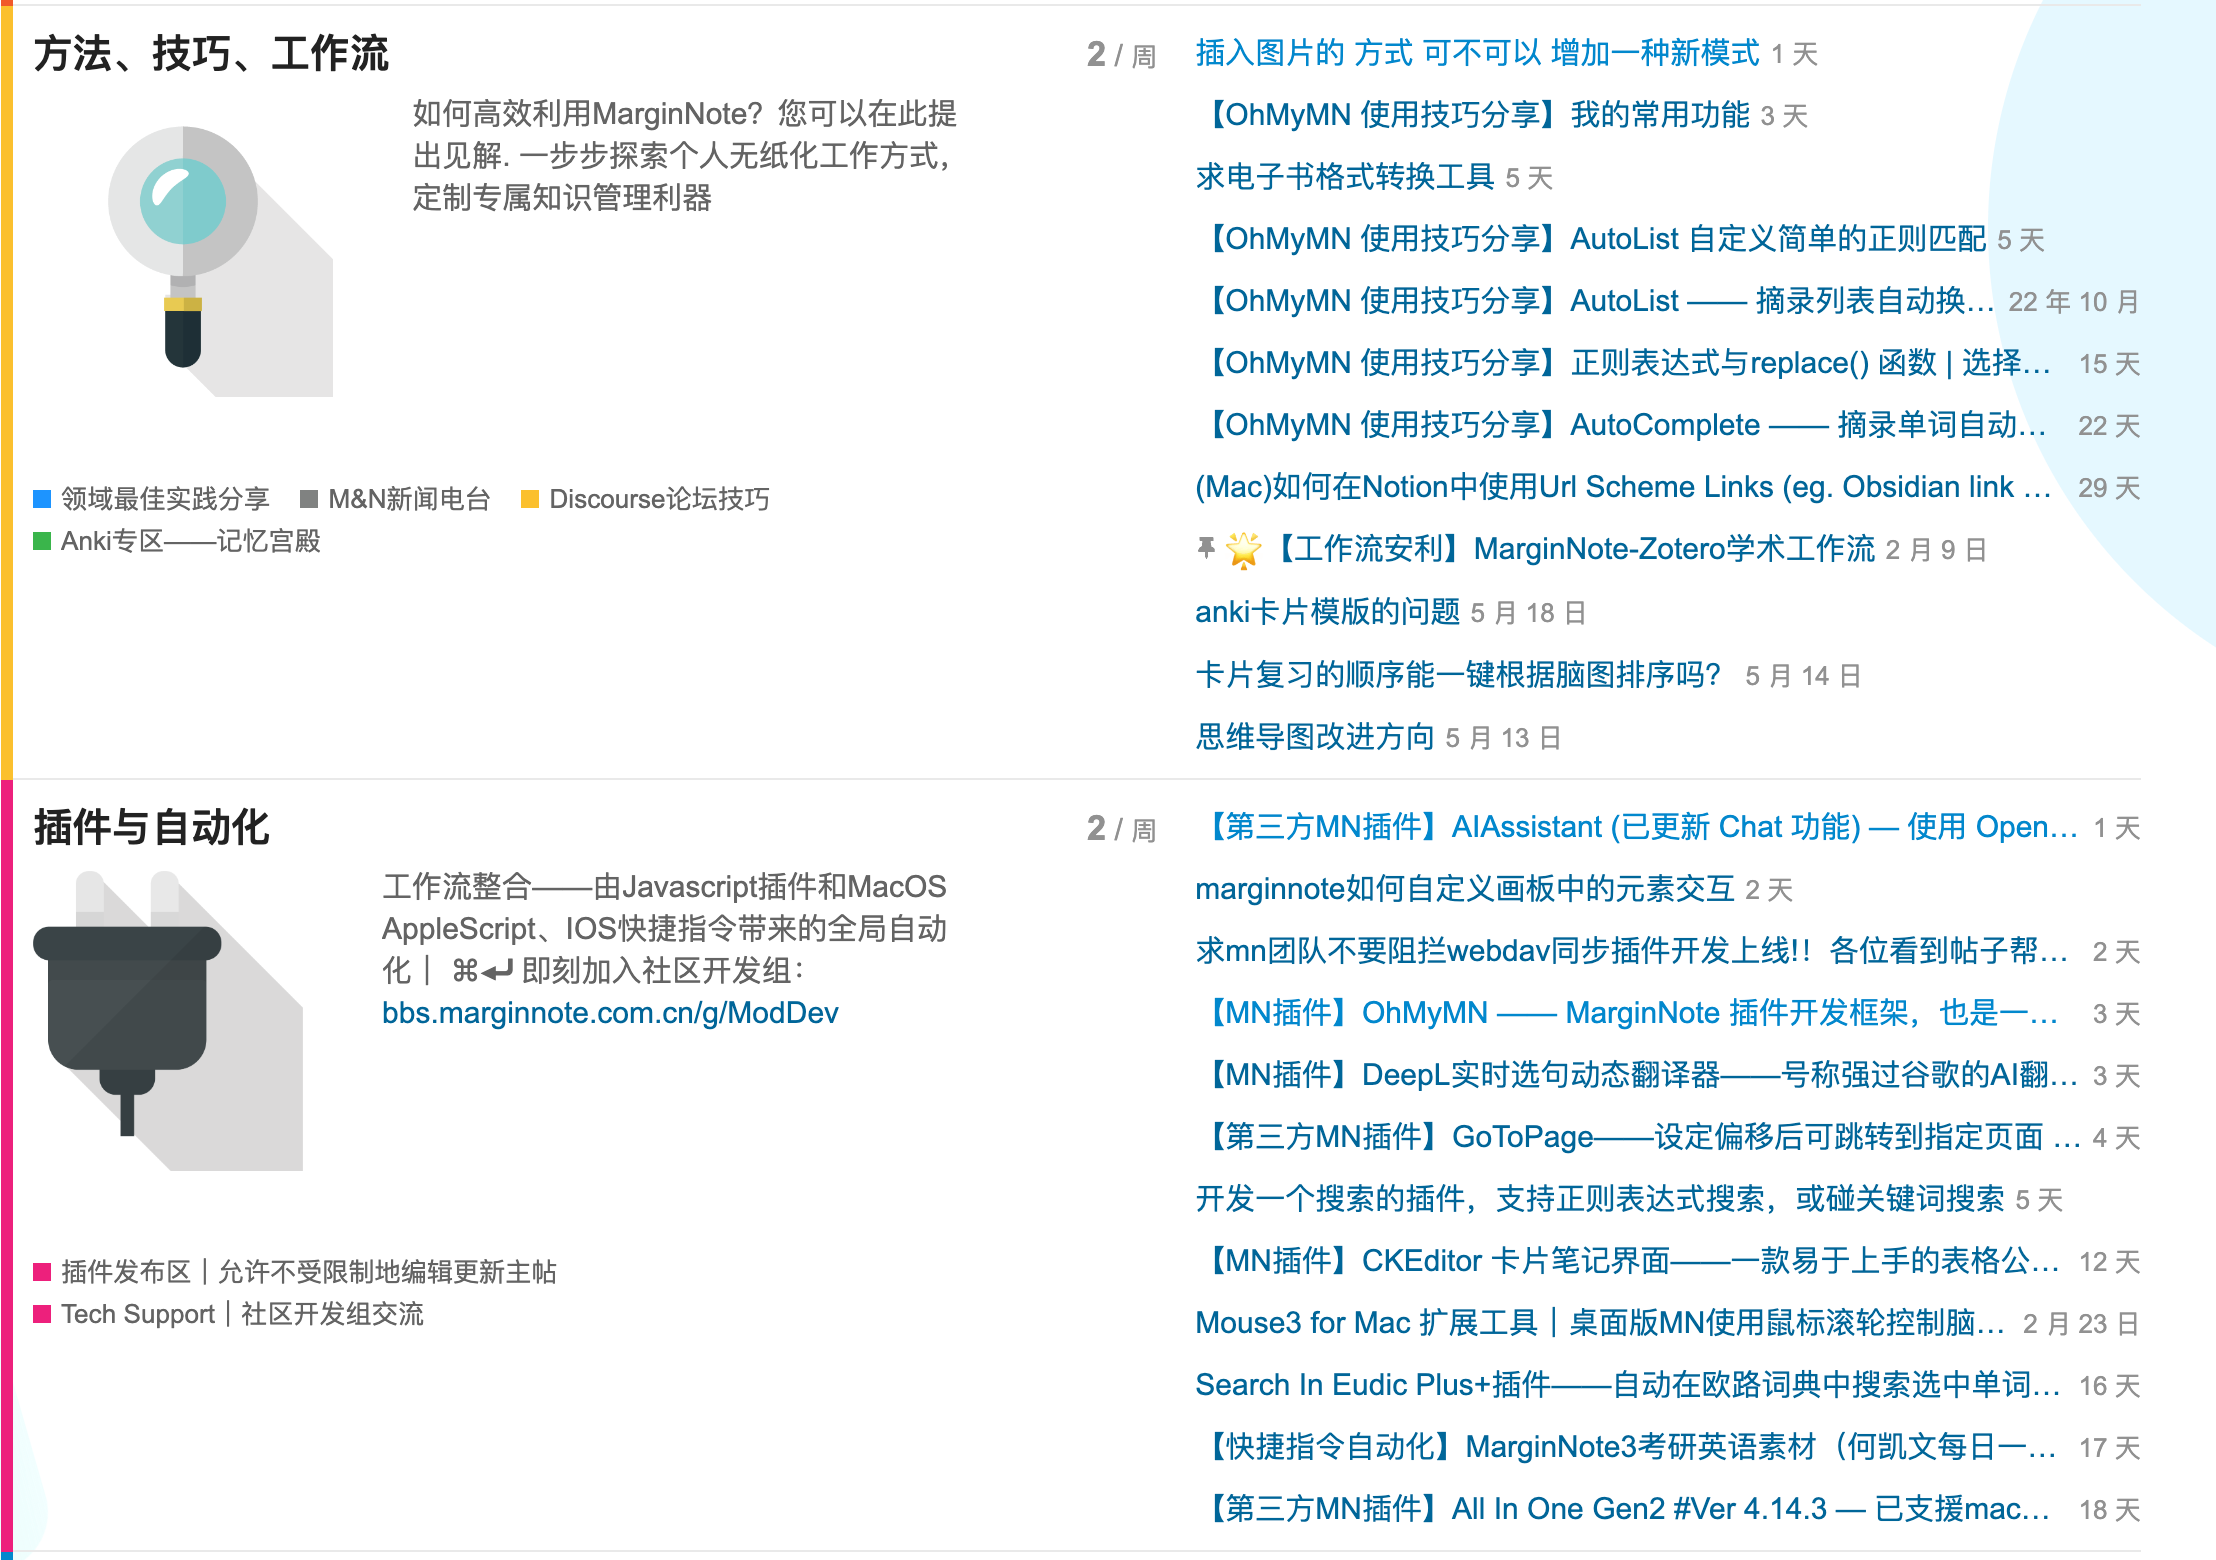 方法、技巧、工作流
2 / 周
如何高效利用MarginNote？您可以在此提
出见解. 一步步探索个人无纸化工作方式，
定制专属知识管理利器
领域最佳实践分享 M&N新闻电台 Discourse论坛技巧
Anki专区——记忆宫殿
插入图片的 方式 可不可以 增加一种新模式 1 天
【OhMyMN 使用技巧分享】我的常用功能 3 天
求电子书格式转换工具 5 天
【OhMyMN 使用技巧分享】AutoList 自定义简单的正则匹配 5 天
【OhMyMN 使用技巧分享】AutoList —— 摘录列表自动换… 22 年 10 月
【OhMyMN 使用技巧分享】正则表达式与replace() 函数 | 选择… 15 天
【OhMyMN 使用技巧分享】AutoComplete —— 摘录单词自动… 22 天
(Mac)如何在Notion中使用Url Scheme Links (eg. Obsidian link … 29 天
🌟【工作流安利】MarginNote-Zotero学术工作流 2 月 9 日
anki卡片模版的问题 5 月 18 日
卡片复习的顺序能一键根据脑图排序吗？ 5 月 14 日
思维导图改进方向 5 月 13 日
插件与自动化
2 / 周
工作流整合——由Javascript插件和MacOS
AppleScript、IOS快捷指令带来的全局自动
化｜ ⌘↩ 即刻加入社区开发组：
bbs.marginnote.com.cn/g/ModDev
插件发布区｜允许不受限制地编辑更新主帖
Tech Support｜社区开发组交流
【第三方MN插件】AIAssistant (已更新 Chat 功能) — 使用 Open… 1 天
marginnote如何自定义画板中的元素交互 2 天
求mn团队不要阻拦webdav同步插件开发上线!！各位看到帖子帮… 2 天
【MN插件】OhMyMN —— MarginNote 插件开发框架，也是一… 3 天
【MN插件】DeepL实时选句动态翻译器——号称强过谷歌的AI翻… 3 天
【第三方MN插件】GoToPage——设定偏移后可跳转到指定页面 … 4 天
开发一个搜索的插件，支持正则表达式搜索，或碰关键词搜索 5 天
【MN插件】CKEditor 卡片笔记界面——一款易于上手的表格公… 12 天
Mouse3 for Mac 扩展工具｜桌面版MN使用鼠标滚轮控制脑… 2 月 23 日
Search In Eudic Plus+插件——自动在欧路词典中搜索选中单词… 16 天
【快捷指令自动化】MarginNote3考研英语素材（何凯文每日一… 17 天
【第三方MN插件】All In One Gen2 #Ver 4.14.3 — 已支援mac… 18 天